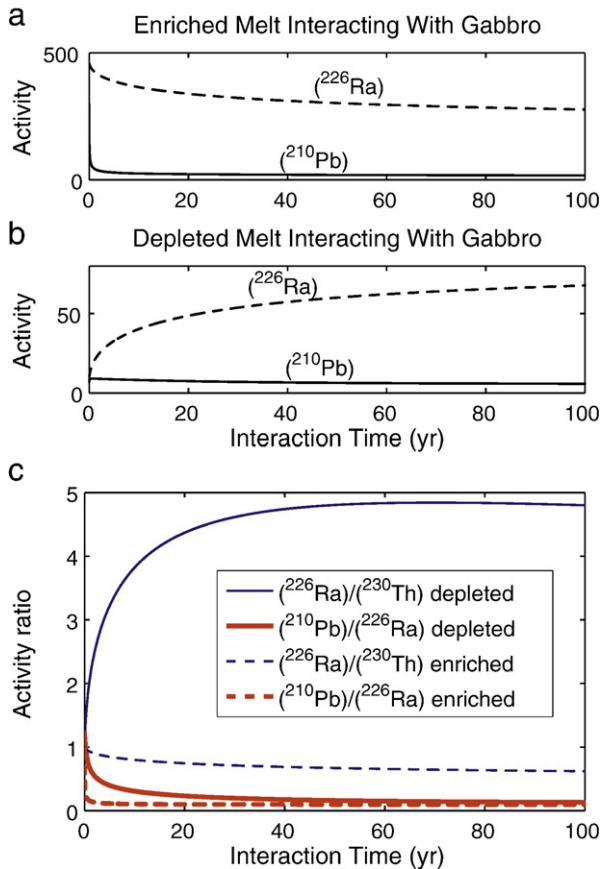 a
Enriched Melt Interacting With Gabbro
500
(²²⁶Ra)
Activity
(²¹⁰Pb)
0
0 20 40 60 80 100
b
Depleted Melt Interacting With Gabbro
(²²⁶Ra)
50
Activity
(²¹⁰Pb)
0
0 20 40 60 80 100
Interaction Time (yr)
c
5
4
3
2
1
0
Activity ratio
(²²⁶Ra)/(²³⁰Th) depleted
(²¹⁰Pb)/(²²⁶Ra) depleted
(²²⁶Ra)/(²³⁰Th) enriched
(²¹⁰Pb)/(²²⁶Ra) enriched
0 20 40 60 80 100
Interaction Time (yr)